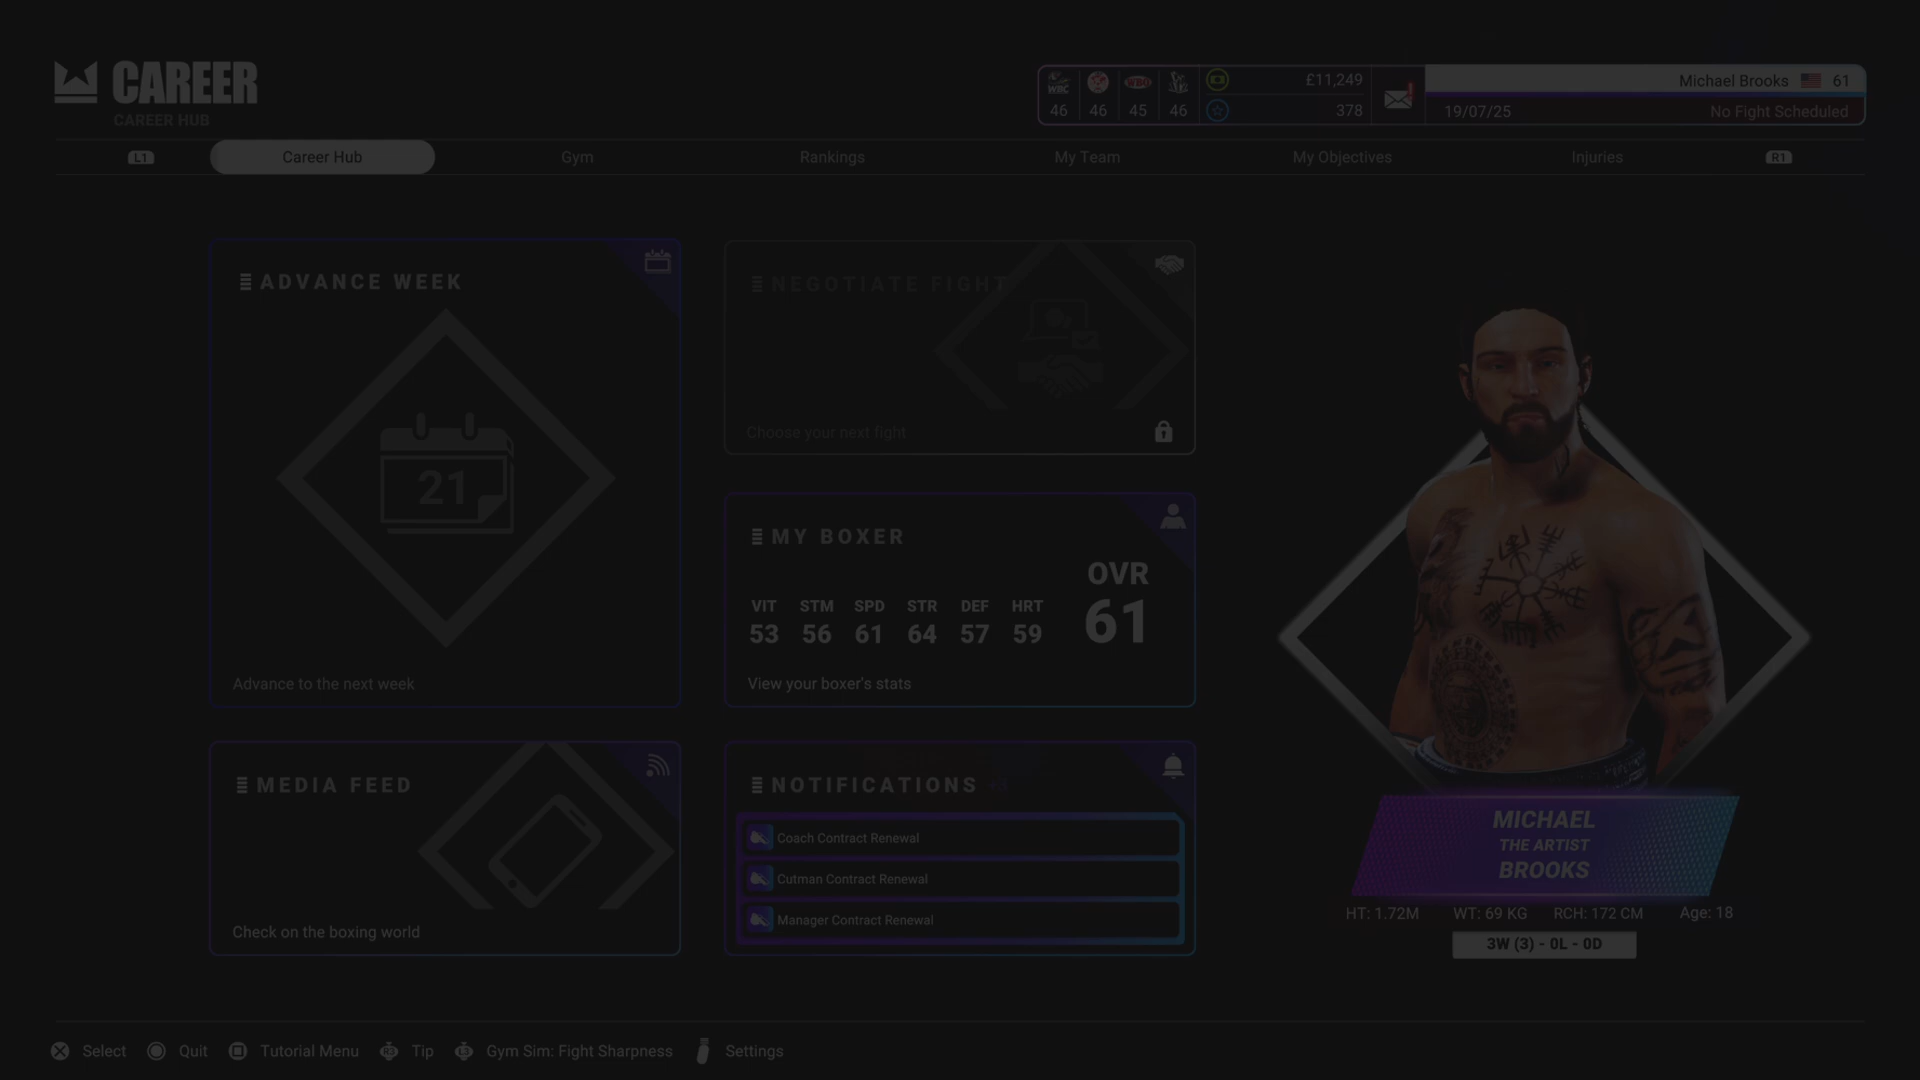 CAREER
CAREER HUB
WBC
WBO
46 46 45 46
£11,249
378
Michael Brooks 61
19/07/25 No Fight Scheduled
L1 Career Hub Gym Rankings My Team My Objectives Injuries R1
ADVANCE WEEK
21
Advance to the next week
NEGOTIATE FIGHT
Choose your next fight
MY BOXER
OVR
61
VIT STM SPD STR DEF HRT
53 56 61 64 57 59
View your boxer's stats
MEDIA FEED
Check on the boxing world
NOTIFICATIONS +3
Coach Contract Renewal
Cutman Contract Renewal
Manager Contract Renewal
MICHAEL
THE ARTIST
BROOKS
HT: 1.72M WT: 69 KG RCH: 172 CM Age: 18
3W (3) - 0L - 0D
Select Quit Tutorial Menu R3 Tip L3 Gym Sim: Fight Sharpness Settings